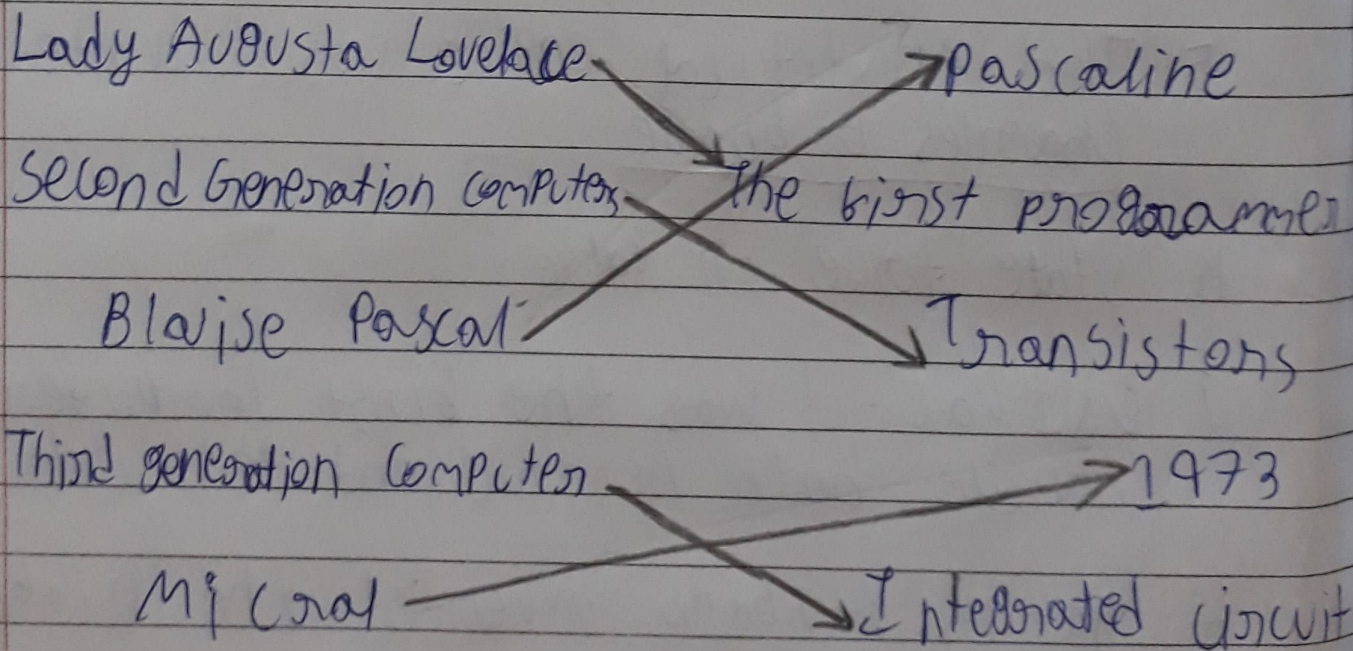 Lady Augusta Lovelace Pascaline
Second Generation computers The first programmer
Blaise Pascal Transistors
Third generation Computer 1973
Micral Integrated circuit